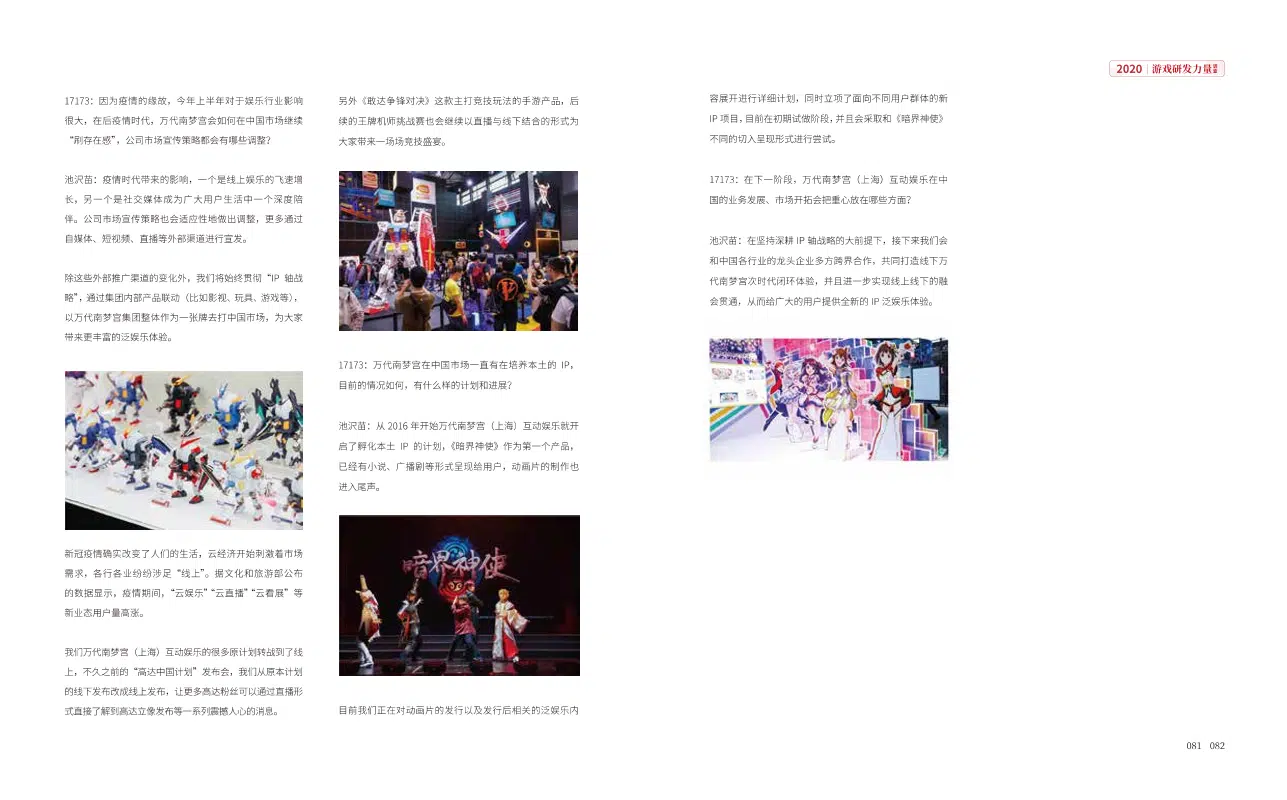 2020 游戏研发力量
17173：因为疫情的缘故，今年上半年对于娱乐行业影响
很大，在后疫情时代，万代南梦宫会如何在中国市场继续
“刷存在感”，公司市场宣传策略都会有哪些调整？
池沢苗：疫情时代带来的影响，一个是线上娱乐的飞速增
长，另一个是社交媒体成为广大用户生活中一个深度陪
伴。公司市场宣传策略也会适应性地做出调整，更多通过
自媒体、短视频、直播等外部渠道进行宣发。
除这些外部推广渠道的变化外，我们将始终贯彻“IP 轴战
略”，通过集团内部产品联动（比如影视、玩具、游戏等），
以万代南梦宫集团整体作为一张牌去打中国市场，为大家
带来更丰富的泛娱乐体验。
新冠疫情确实改变了人们的生活，云经济开始刺激着市场
需求，各行各业纷纷涉足“线上”。据文化和旅游部公布
的数据显示，疫情期间，“云娱乐”“云直播”“云看展”等
新业态用户量高涨。
我们万代南梦宫（上海）互动娱乐的很多原计划转战到了线
上，不久之前的“高达中国计划”发布会，我们从原本计划
的线下发布改成线上发布，让更多高达粉丝可以通过直播形
式直接了解到高达立像发布等一系列震撼人心的消息。
另外《敢达争锋对决》这款主打竞技玩法的手游产品，后
续的王牌机师挑战赛也会继续以直播与线下结合的形式为
大家带来一场场竞技盛宴。
17173：万代南梦宫在中国市场一直有在培养本土的 IP，
目前的情况如何，有什么样的计划和进展？
池沢苗：从 2016 年开始万代南梦宫（上海）互动娱乐就开
启了孵化本土 IP 的计划，《暗界神使》作为第一个产品，
已经有小说、广播剧等形式呈现给用户，动画片的制作也
进入尾声。
暗界神使
目前我们正在对动画片的发行以及发行后相关的泛娱乐内
容展开进行详细计划，同时立项了面向不同用户群体的新
IP 项目，目前在初期试做阶段，并且会采取和《暗界神使》
不同的切入呈现形式进行尝试。
17173：在下一阶段，万代南梦宫（上海）互动娱乐在中
国的业务发展、市场开拓会把重心放在哪些方面？
池沢苗：在坚持深耕 IP 轴战略的大前提下，接下来我们会
和中国各行业的龙头企业多方跨界合作，共同打造线下万
代南梦宫次时代闭环体验，并且进一步实现线上线下的融
会贯通，从而给广大的用户提供全新的 IP 泛娱乐体验。
081 082